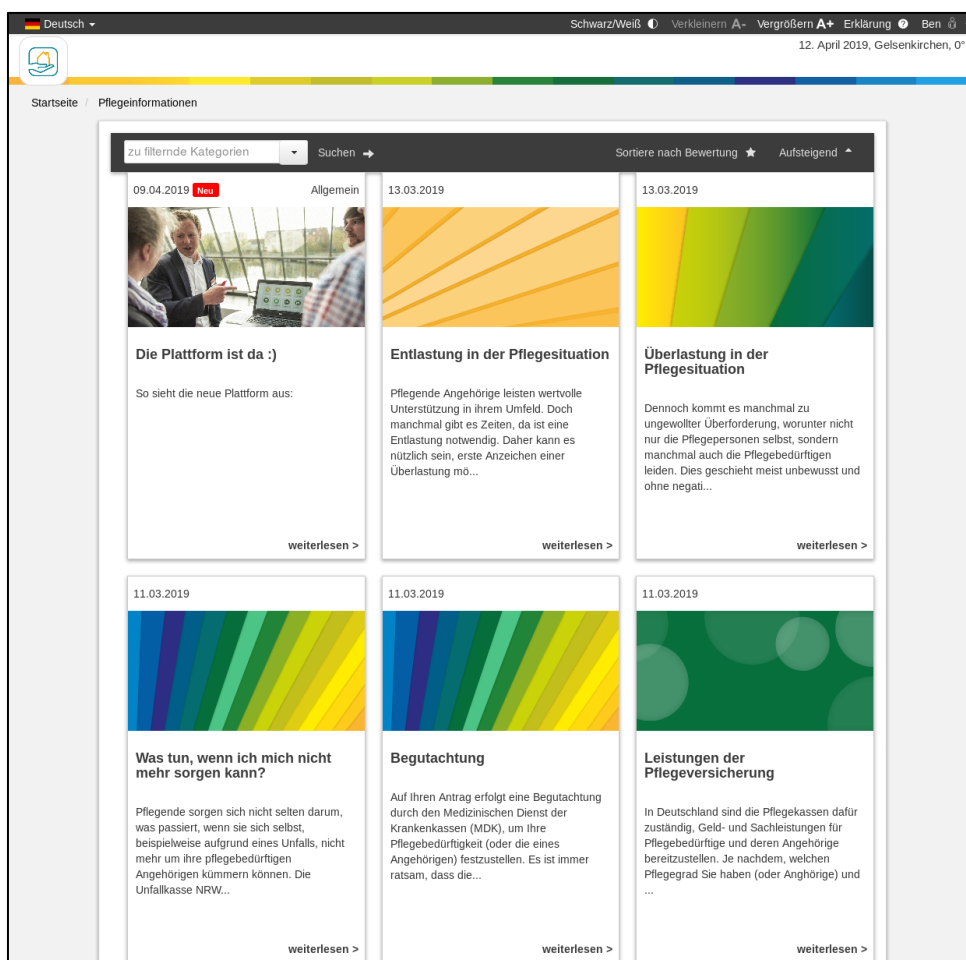 Deutsch
Schwarz/Weiß Verkleinern A- Vergrößern A+ Erklärung Ben
12. April 2019, Gelsenkirchen, 0°
Startseite / Pflegeinformationen
zu filternde Kategorien Suchen Sortiere nach Bewertung Aufsteigend
09.04.2019 Neu Allgemein
Die Plattform ist da :)
So sieht die neue Plattform aus:
weiterlesen >
13.03.2019
Entlastung in der Pflegesituation
Pflegende Angehörige leisten wertvolle
Unterstützung in ihrem Umfeld. Doch
manchmal gibt es Zeiten, da ist eine
Entlastung notwendig. Daher kann es
nützlich sein, erste Anzeichen einer
Überlastung mö...
weiterlesen >
13.03.2019
Überlastung in der
Pflegesituation
Dennoch kommt es manchmal zu
ungewollter Überforderung, worunter nicht
nur die Pflegepersonen selbst, sondern
manchmal auch die Pflegebedürftigen
leiden. Dies geschieht meist unbewusst und
ohne negati...
weiterlesen >
11.03.2019
Was tun, wenn ich mich nicht
mehr sorgen kann?
Pflegende sorgen sich nicht selten darum,
was passiert, wenn sie sich selbst,
beispielweise aufgrund eines Unfalls, nicht
mehr um ihre pflegebedürftigen
Angehörigen kümmern können. Die
Unfallkasse NRW...
weiterlesen >
11.03.2019
Begutachtung
Auf Ihren Antrag erfolgt eine Begutachtung
durch den Medizinischen Dienst der
Krankenkassen (MDK), um Ihre
Pflegebedürftigkeit (oder die eines
Angehörigen) festzustellen. Es ist immer
ratsam, dass die...
weiterlesen >
11.03.2019
Leistungen der
Pflegeversicherung
In Deutschland sind die Pflegekassen dafür
zuständig, Geld- und Sachleistungen für
Pflegebedürftige und deren Angehörige
bereitzustellen. Je nachdem, welchen
Pflegegrad Sie haben (oder Anghörige) und
...
weiterlesen >